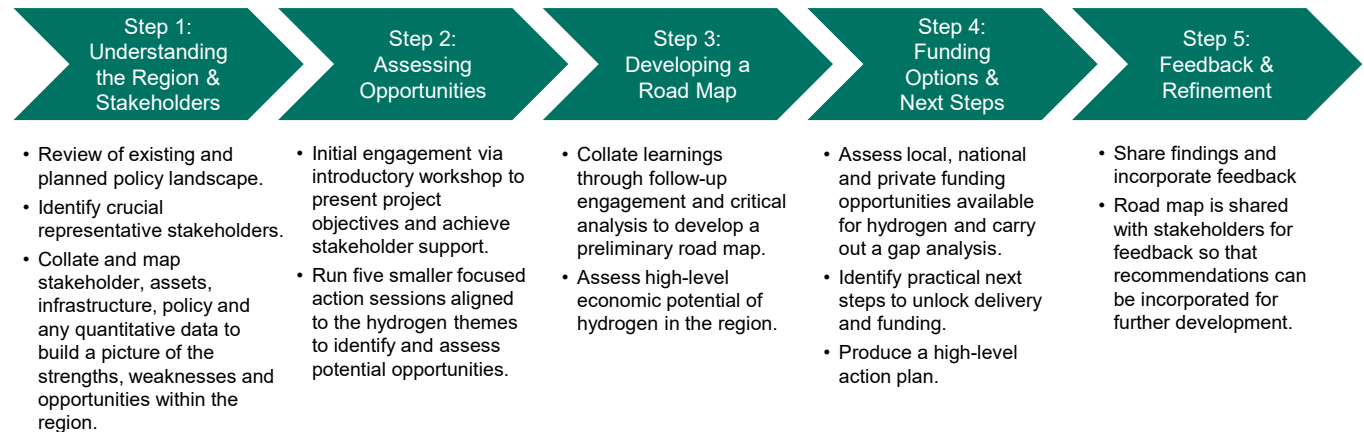 Step 1:
Understanding
the Region &
Stakeholders
Step 2:
Assessing
Opportunities
Step 3:
Developing a
Road Map
Step 4:
Funding
Options &
Next Steps
Step 5:
Feedback &
Refinement
• Review of existing and
planned policy landscape.
• Identify crucial
representative stakeholders.
• Collate and map
stakeholder, assets,
infrastructure, policy and
any quantitative data to
build a picture of the
strengths, weaknesses and
opportunities within the
region.
• Initial engagement via
introductory workshop to
present project
objectives and achieve
stakeholder support.
• Run five smaller focused
action sessions aligned
to the hydrogen themes
to identify and assess
potential opportunities.
• Collate learnings
through follow-up
engagement and critical
analysis to develop a
preliminary road map.
• Assess high-level
economic potential of
hydrogen in the region.
• Assess local, national
and private funding
opportunities available
for hydrogen and carry
out a gap analysis.
• Identify practical next
steps to unlock delivery
and funding.
• Produce a high-level
action plan.
• Share findings and
incorporate feedback
• Road map is shared
with stakeholders for
feedback so that
recommendations can
be incorporated for
further development.